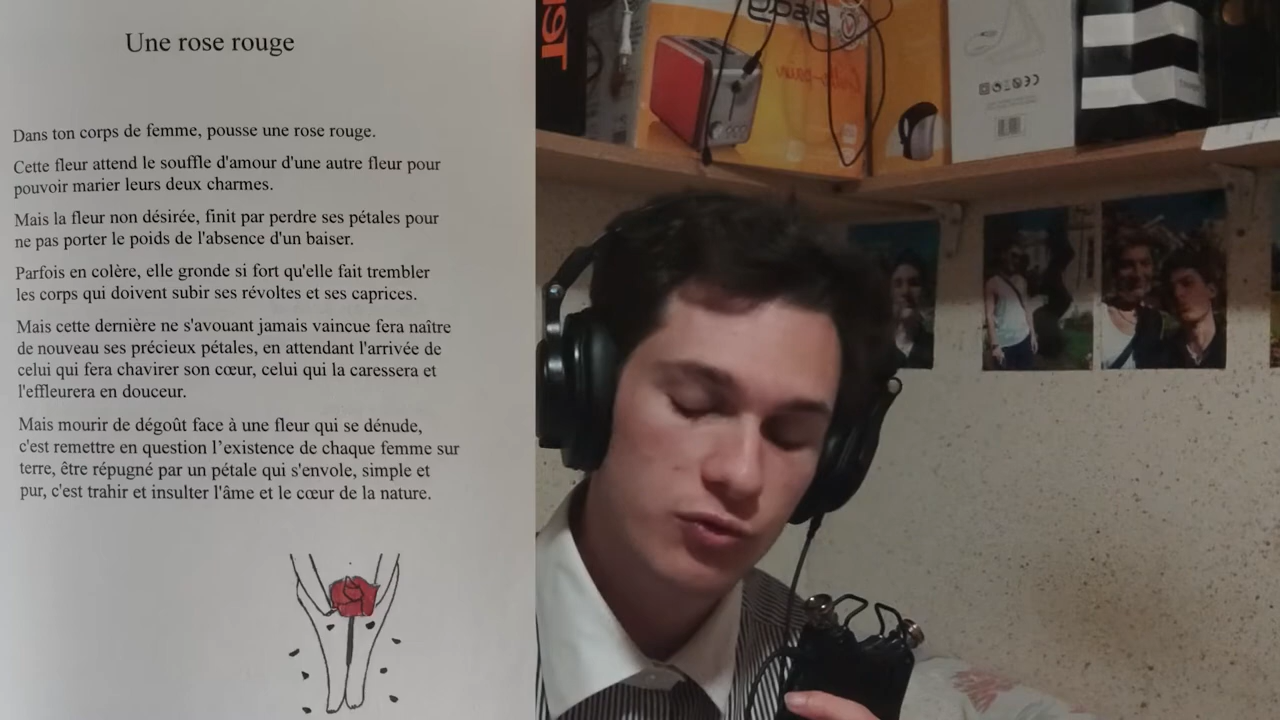 Une rose rouge
Dans ton corps de femme, pousse une rose rouge.
Cette fleur attend le souffle d'amour d'une autre fleur pour
pouvoir marier leurs deux charmes.
Mais la fleur non désirée, finit par perdre ses pétales pour
ne pas porter le poids de l'absence d'un baiser.
Parfois en colère, elle gronde si fort qu'elle fait trembler
les corps qui doivent subir ses révoltes et ses caprices.
Mais cette dernière ne s'avouant jamais vaincue fera naître
de nouveau ses précieux pétales, en attendant l'arrivée de
celui qui fera chavirer son cœur, celui qui la caressera et
l'effleurera en douceur.
Mais mourir de dégoût face à une fleur qui se dénude,
c'est remettre en question l’existence de chaque femme sur
terre, être répugné par un pétale qui s'envole, simple et
pur, c'est trahir et insulter l'âme et le cœur de la nature.